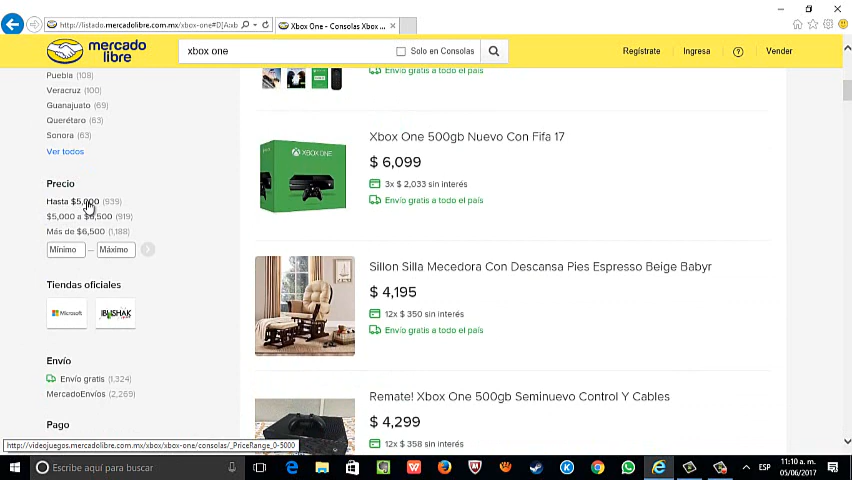 http://listado.mercadolibre.com.mx/xbox-one#D[A:xb
Xbox One - Consolas Xbox ...
mercado
libre
xbox one
Solo en Consolas
Regístrate
Ingresa
Vender
Puebla (108)
Veracruz (100)
Guanajuato (69)
Querétaro (63)
Sonora (63)
Ver todos
Precio
Hasta $5,000 (939)
$5,000 a $6,500 (919)
Más de $6,500 (1,188)
Mínimo — Máximo
Tiendas oficiales
Microsoft
IBUSHAK
Envío
Envío gratis (1,324)
MercadoEnvíos (2,269)
Pago
Envío gratis a todo el país
XBOX ONE
Xbox One 500gb Nuevo Con Fifa 17
$ 6,099
3x $ 2,033 sin interés
Envío gratis a todo el país
Sillon Silla Mecedora Con Descansa Pies Espresso Beige Babyr
$ 4,195
12x $ 350 sin interés
Envío gratis a todo el país
Remate! Xbox One 500gb Seminuevo Control Y Cables
$ 4,299
12x $ 358 sin interés
http://videojuegos.mercadolibre.com.mx/xbox/xbox-one/consolas/_PriceRange_0-5000
Escribe aquí para buscar
ESP
11:10 a. m.
05/06/2017